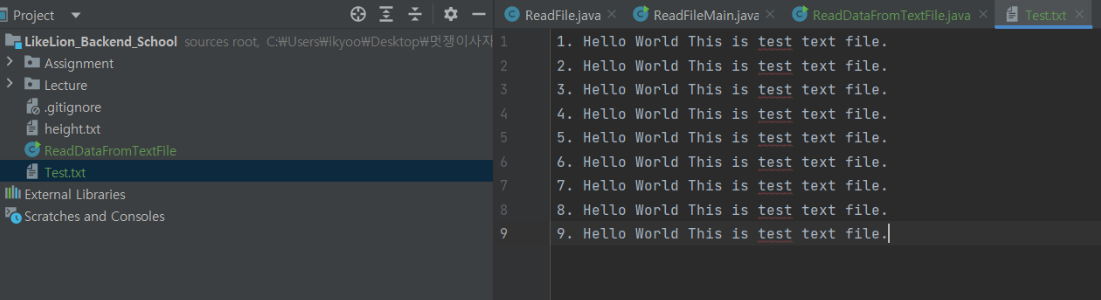 Project
ReadFile.java
ReadFileMain.java
ReadDataFromTextFile.java
Test.txt
LikeLion_Backend_School sources root, C:₩Users₩lkyoo₩Desktop₩멋쟁이사자
Assignment
Lecture
.gitignore
height.txt
ReadDataFromTextFile
Test.txt
External Libraries
Scratches and Consoles
1 1. Hello World This is test text file.
2 2. Hello World This is test text file.
3 3. Hello World This is test text file.
4 4. Hello World This is test text file.
5 5. Hello World This is test text file.
6 6. Hello World This is test text file.
7 7. Hello World This is test text file.
8 8. Hello World This is test text file.
9 9. Hello World This is test text file.